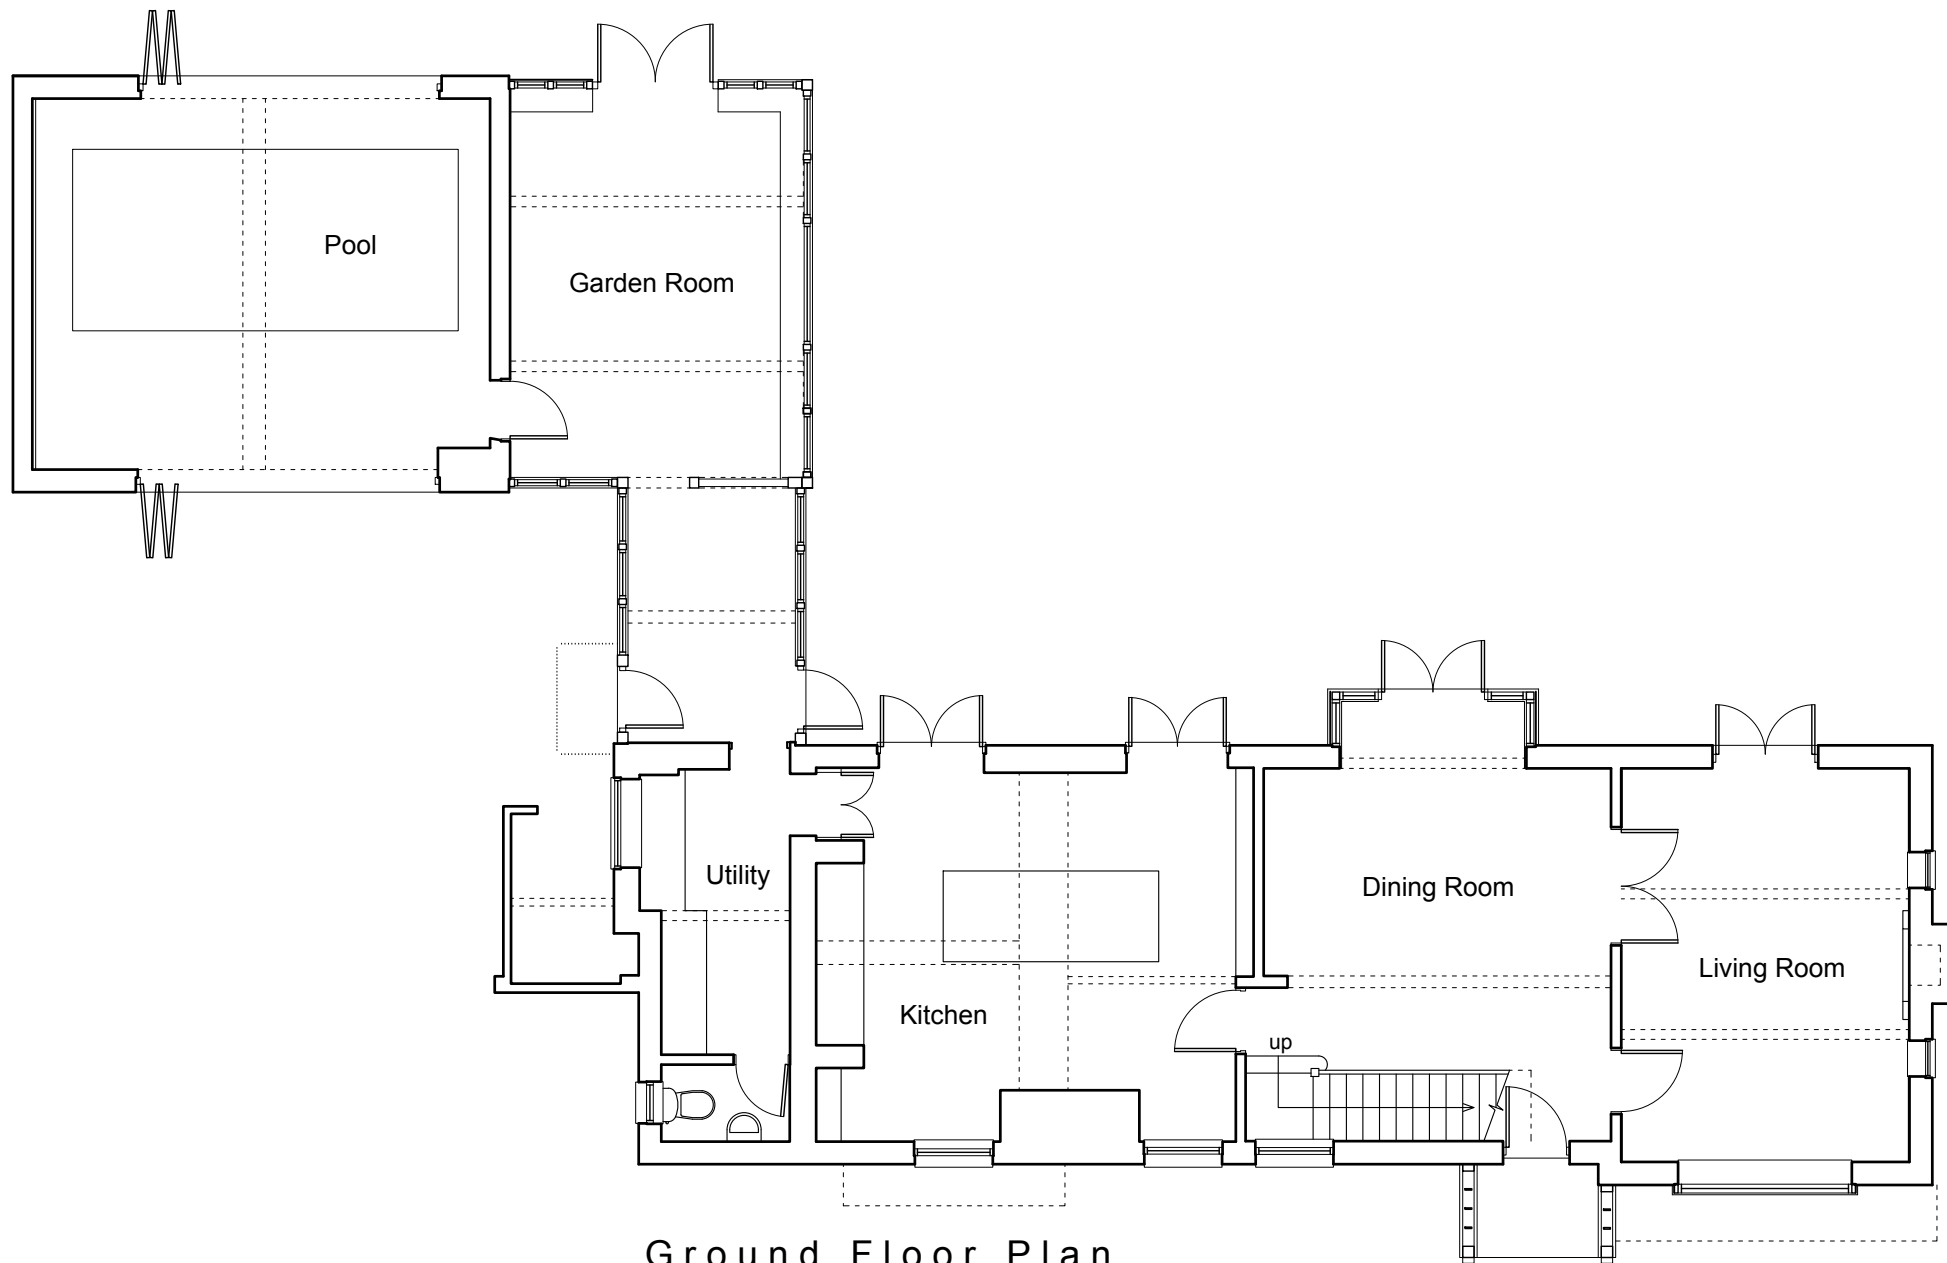 Pool
Garden Room
Utility
Dining Room
Living Room
Kitchen
up
Ground Floor Plan